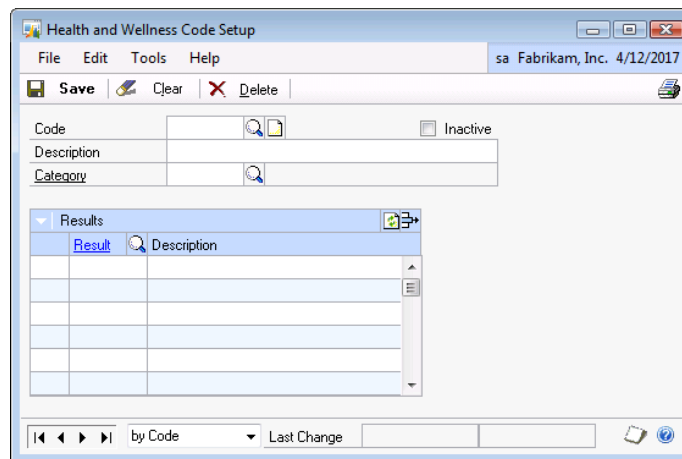 Health and Wellness Code Setup
File Edit Tools Help sa Fabrikam, Inc. 4/12/2017
Save Clear Delete
Code Inactive
Description
Category
Results
Result Description
by Code Last Change